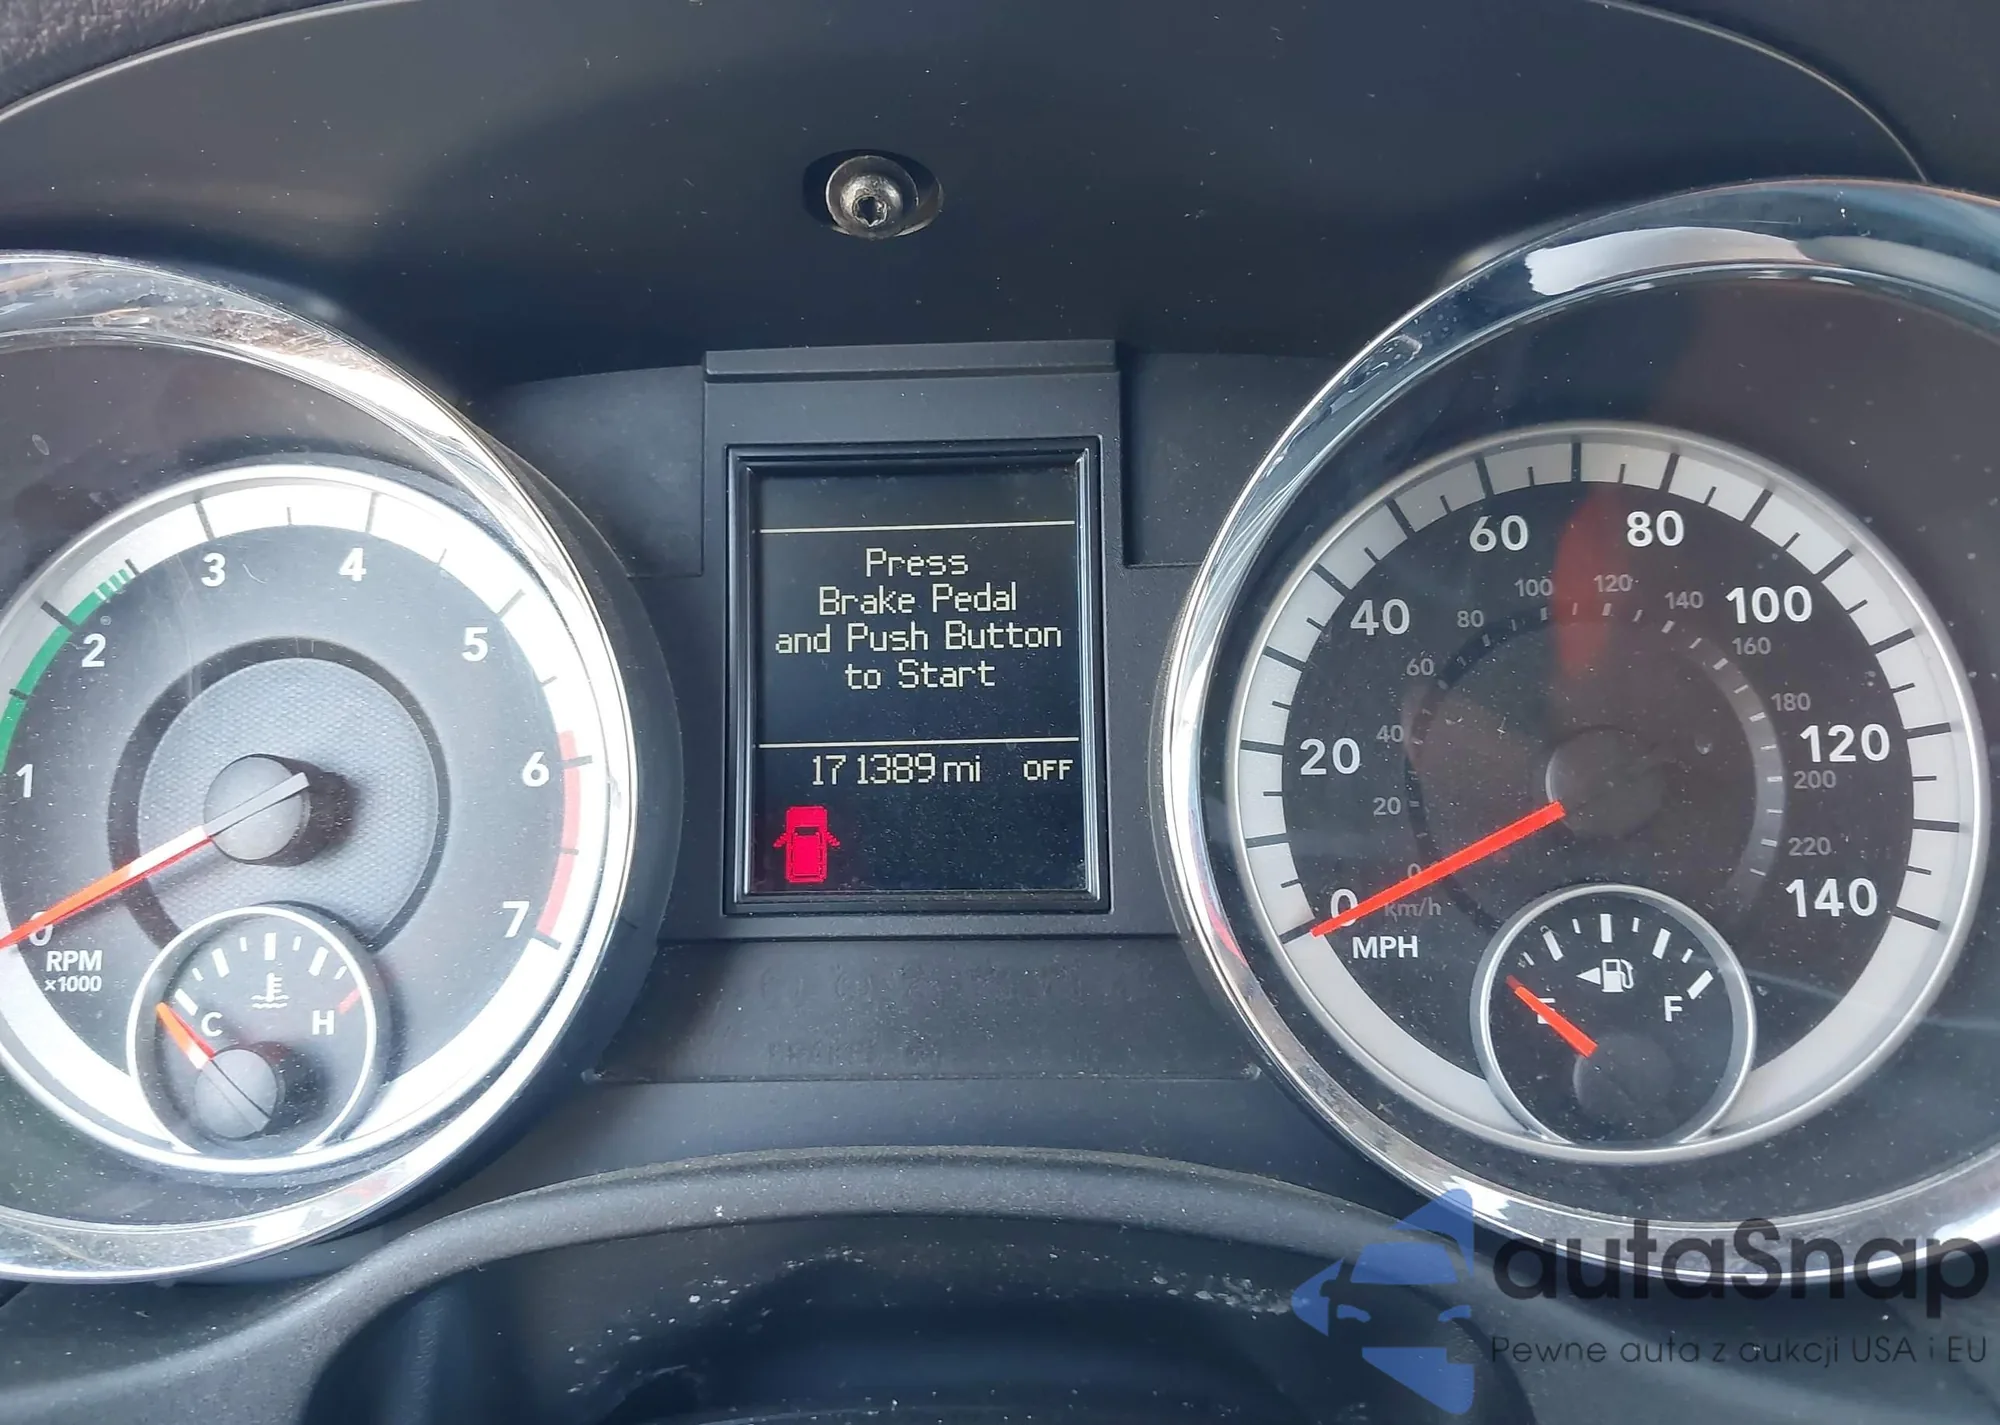 Press
Brake Pedal
and Push Button
to Start
171389 mi OFF
1 2 3 4 5 6 7
0
RPM
x1000
C H
0 20 40 60 80 100 120 140
MPH
0 20 40 60 80 100 120 140 160 180 200 220
km/h
E F
autaSnap
Pewne auta z aukcji USA i EU